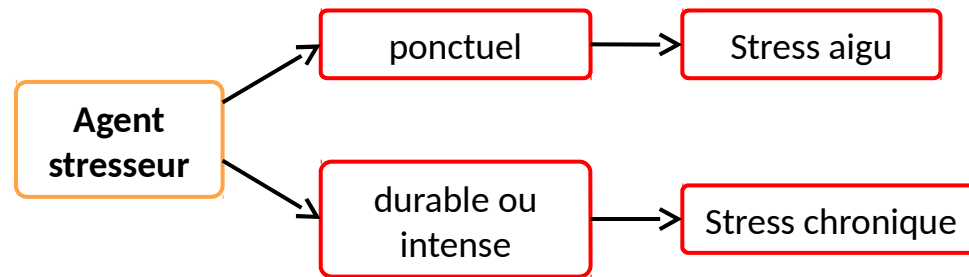 Agent
stresseur
ponctuel
Stress aigu
durable ou
intense
Stress chronique